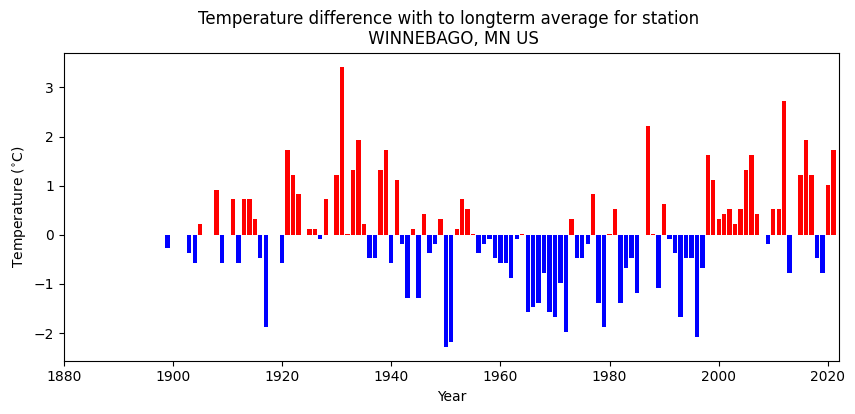 Temperature difference with to longterm average for station
WINNEBAGO, MN US
Temperature (°C)
3
2
1
0
−1
−2
1880 1900 1920 1940 1960 1980 2000 2020
Year